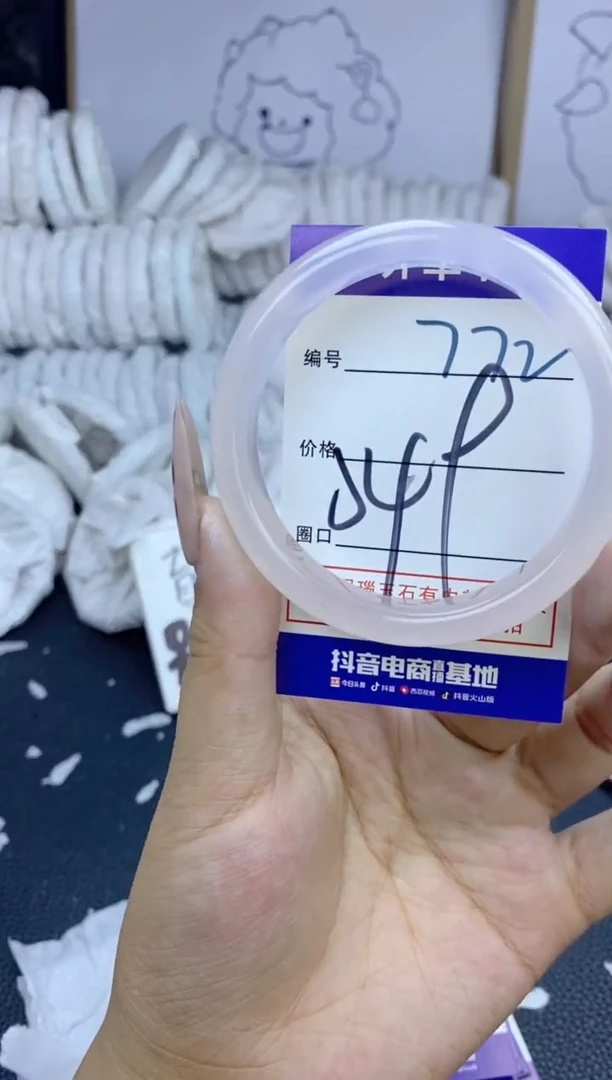 编号 772
价格 549
圈口
抖音电商直播基地
今日头条 抖音 西瓜视频 抖音火山版